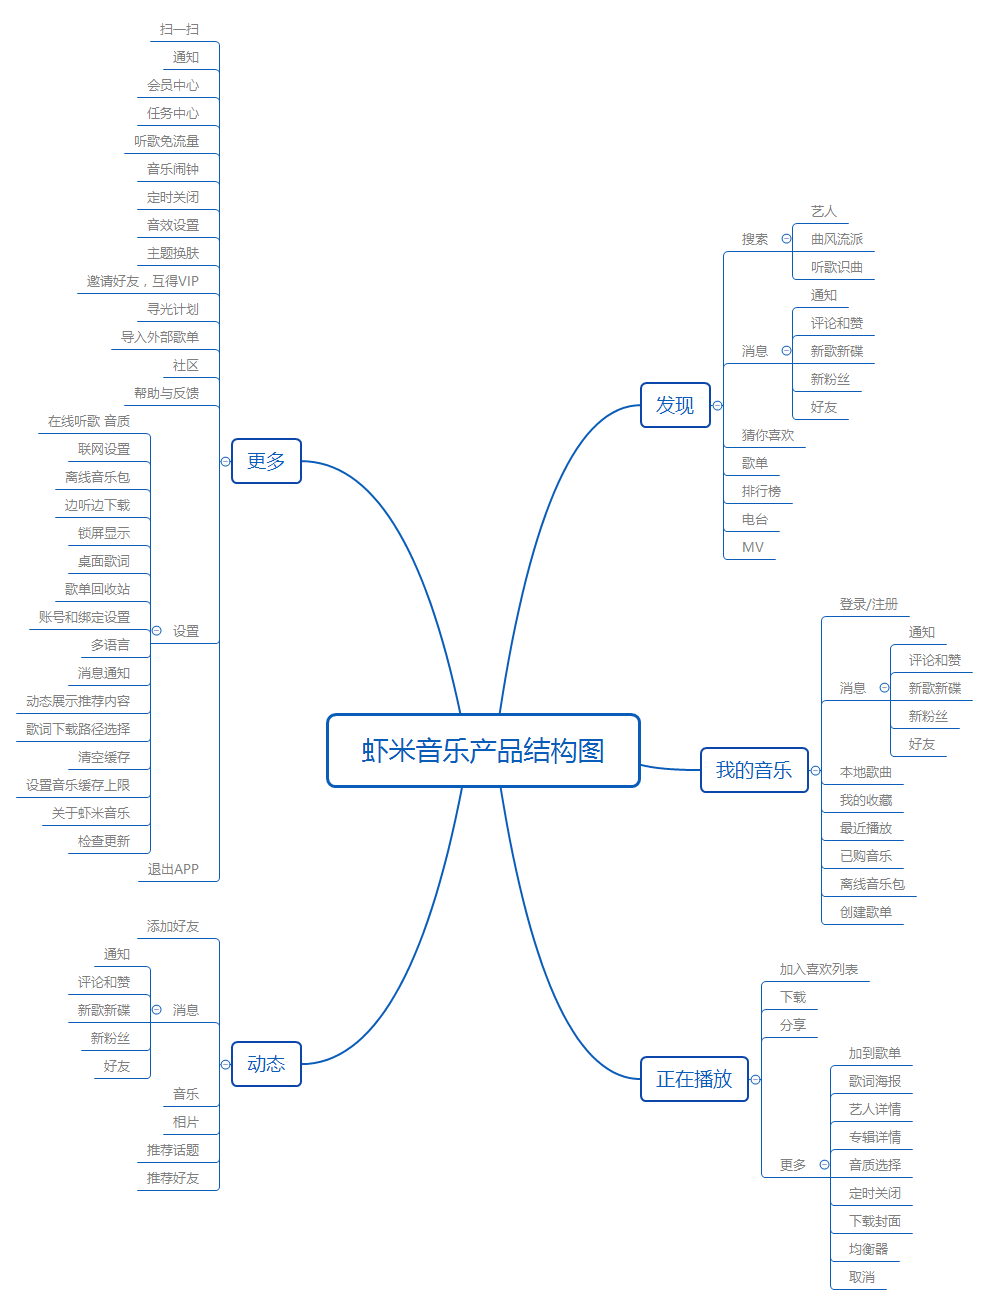 虾米音乐产品结构图
发现
搜索
艺人
曲风流派
听歌识曲
消息
通知
评论和赞
新歌新碟
新粉丝
好友
猜你喜欢
歌单
排行榜
电台
MV
我的音乐
登录/注册
消息
通知
评论和赞
新歌新碟
新粉丝
好友
本地歌曲
我的收藏
最近播放
已购音乐
离线音乐包
创建歌单
正在播放
加入喜欢列表
下载
分享
更多
加到歌单
歌词海报
艺人详情
专辑详情
音质选择
定时关闭
下载封面
均衡器
取消
更多
扫一扫
通知
会员中心
任务中心
听歌免流量
音乐闹钟
定时关闭
音效设置
主题换肤
邀请好友，互得VIP
寻光计划
导入外部歌单
社区
帮助与反馈
设置
在线听歌 音质
联网设置
离线音乐包
边听边下载
锁屏显示
桌面歌词
歌单回收站
账号和绑定设置
多语言
消息通知
动态展示推荐内容
歌词下载路径选择
清空缓存
设置音乐缓存上限
关于虾米音乐
检查更新
退出APP
动态
添加好友
消息
通知
评论和赞
新歌新碟
新粉丝
好友
音乐
相片
推荐话题
推荐好友